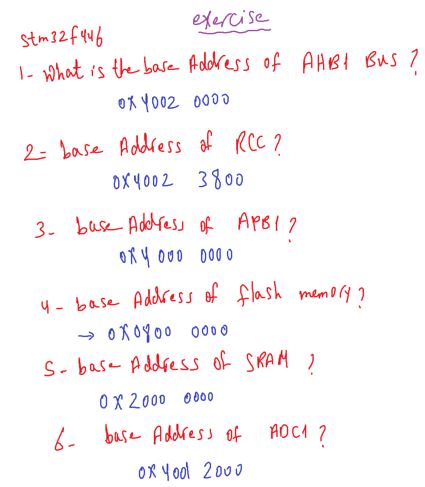 exercise
stm32f446
1- What is the base Address of AHB1 Bus ?
0x4002 0000
2- base Address of RCC ?
0x4002 3800
3- base Address of APB1 ?
0x4000 0000
4- base Address of flash memory ?
→ 0x0800 0000
5- base Address of SRAM ?
0x2000 0000
6- base Address of ADC1 ?
0x4001 2000